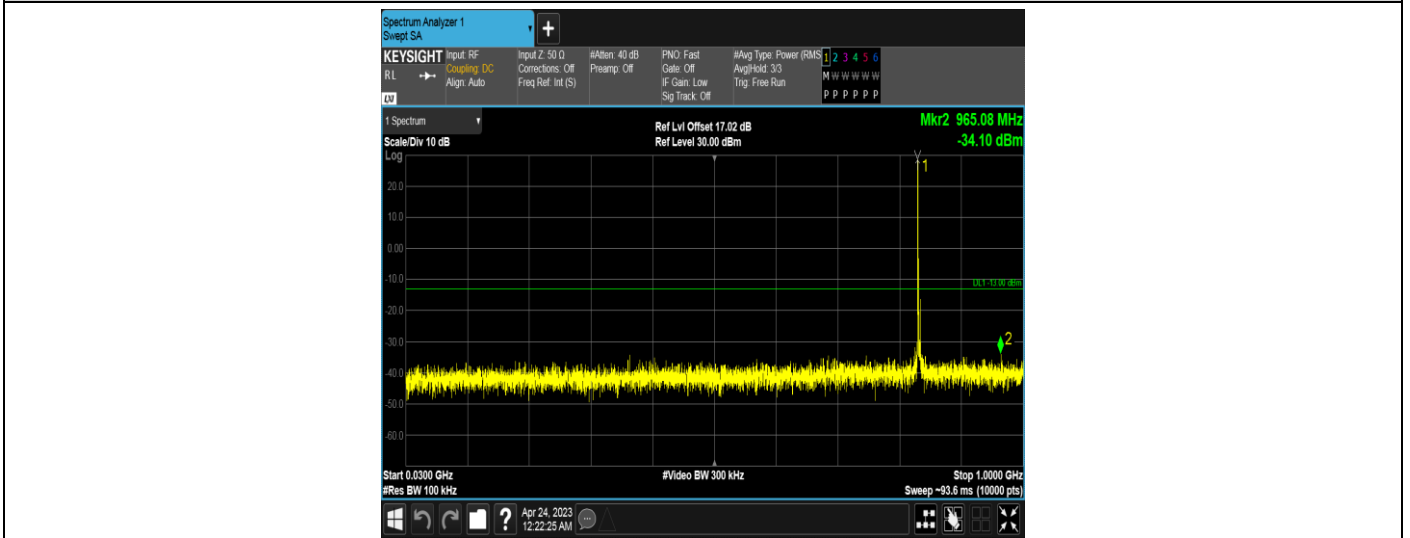 Spectrum Analyzer 1
Swept SA
+
KEYSIGHT
RL
LXI
Input: RF
Coupling: DC
Align: Auto
Input Z: 50 Ω
Corrections: Off
Freq Ref: Int (S)
#Atten: 40 dB
Preamp: Off
PNO: Fast
Gate: Off
IF Gain: Low
Sig Track: Off
#Avg Type: Power (RMS
Avg|Hold: 3/3
Trig: Free Run
1 2 3 4 5 6
M W W W W W
P P P P P P
1 Spectrum
Scale/Div 10 dB
Log
Ref Lvl Offset 17.02 dB
Ref Level 30.00 dBm
Mkr2 965.08 MHz
-34.10 dBm
1
20.0
10.0
0.00
-10.0
DL1 -13.00 dBm
-20.0
-30.0
2
-40.0
-50.0
-60.0
Start 0.0300 GHz
#Res BW 100 kHz
#Video BW 300 kHz
Stop 1.0000 GHz
Sweep ~93.6 ms (10000 pts)
?
Apr 24, 2023
12:22:25 AM